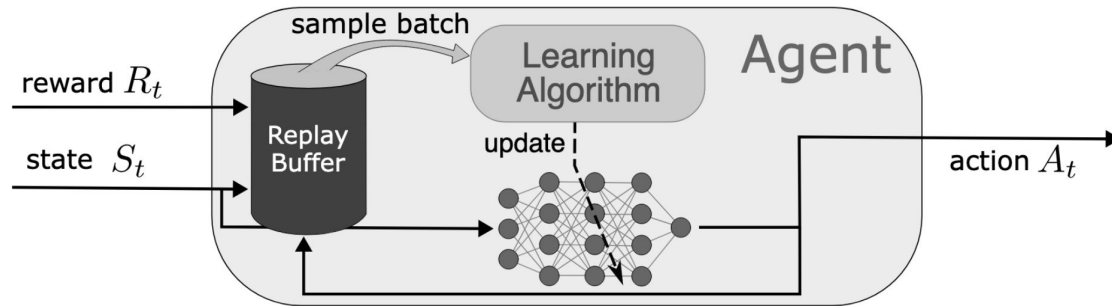 sample batch
Learning
Algorithm
Agent
reward R_t
Replay
Buffer
update
state S_t
action A_t